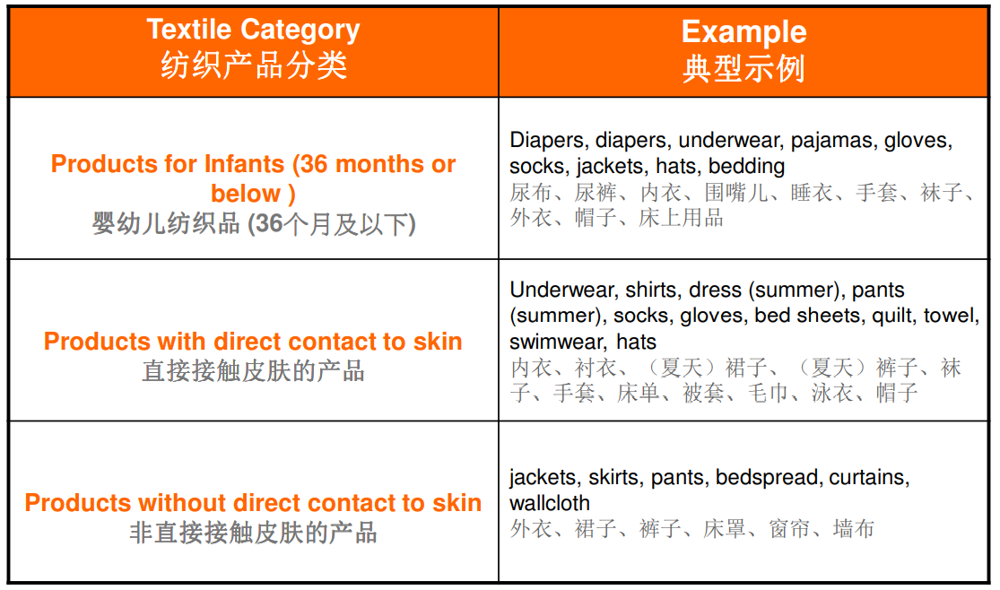 Textile Category
纺织产品分类
Example
典型示例
Products for Infants (36 months or
below )
婴幼儿纺织品 (36个月及以下)
Diapers, diapers, underwear, pajamas, gloves,
socks, jackets, hats, bedding
尿布、尿裤、内衣、围嘴儿、睡衣、手套、袜子、
外衣、帽子、床上用品
Products with direct contact to skin
直接接触皮肤的产品
Underwear, shirts, dress (summer), pants
(summer), socks, gloves, bed sheets, quilt, towel,
swimwear, hats
内衣、衬衣、（夏天）裙子、（夏天）裤子、袜
子、手套、床单、被套、毛巾、泳衣、帽子
Products without direct contact to skin
非直接接触皮肤的产品
jackets, skirts, pants, bedspread, curtains,
wallcloth
外衣、裙子、裤子、床罩、窗帘、墙布